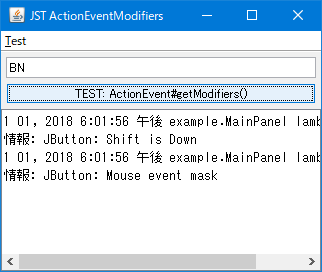 JST ActionEventModifiers
Test
BN
TEST: ActionEvent#getModifiers()
1 01, 2018 6:01:56 午後 example.MainPanel lamb
情報: JButton: Shift is Down
1 01, 2018 6:01:56 午後 example.MainPanel lamb
情報: JButton: Mouse event mask